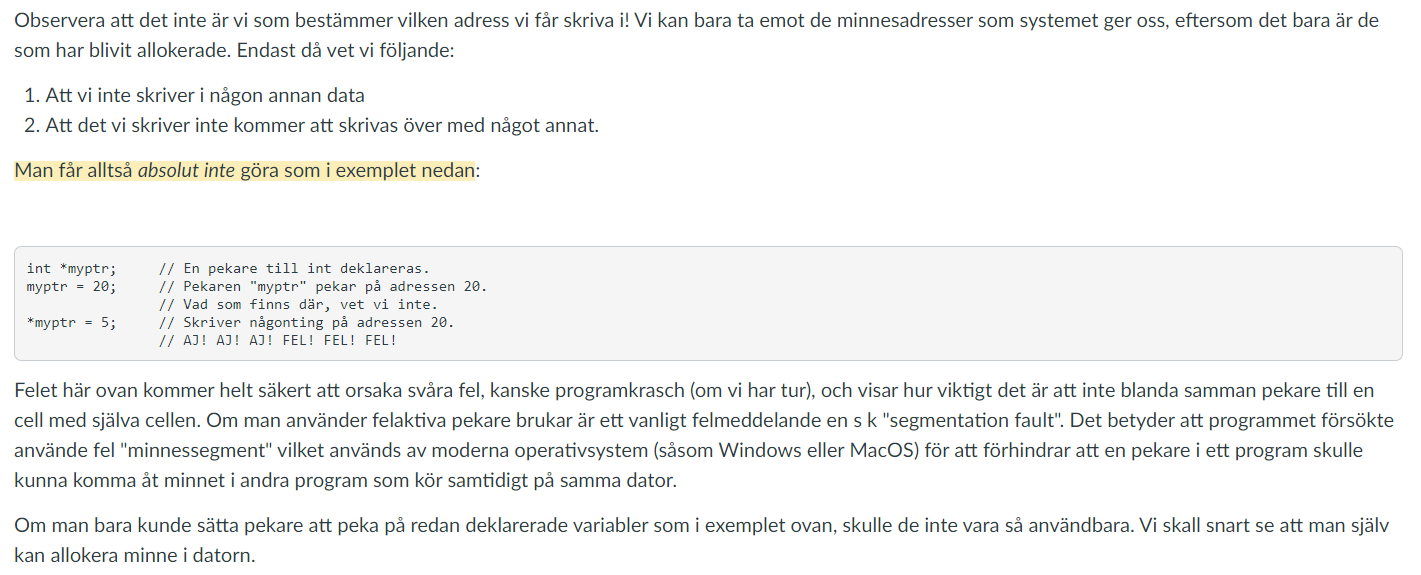 Observera att det inte är vi som bestämmer vilken adress vi får skriva i! Vi kan bara ta emot de minnesadresser som systemet ger oss, eftersom det bara är de
som har blivit allokerade. Endast då vet vi följande:
1. Att vi inte skriver i någon annan data
2. Att det vi skriver inte kommer att skrivas över med något annat.
Man får alltså absolut inte göra som i exemplet nedan:
int *myptr;     // En pekare till int deklareras.
myptr = 20;     // Pekaren "myptr" pekar på adressen 20.
                // Vad som finns där, vet vi inte.
*myptr = 5;     // Skriver någonting på adressen 20.
                // AJ! AJ! AJ! FEL! FEL! FEL!
Felet här ovan kommer helt säkert att orsaka svåra fel, kanske programkrasch (om vi har tur), och visar hur viktigt det är att inte blanda samman pekare till en
cell med själva cellen. Om man använder felaktiva pekare brukar är ett vanligt felmeddelande en s k "segmentation fault". Det betyder att programmet försökte
använde fel "minnessegment" vilket används av moderna operativsystem (såsom Windows eller MacOS) för att förhindrar att en pekare i ett program skulle
kunna komma åt minnet i andra program som kör samtidigt på samma dator.
Om man bara kunde sätta pekare att peka på redan deklarerade variabler som i exemplet ovan, skulle de inte vara så användbara. Vi skall snart se att man själv
kan allokera minne i datorn.